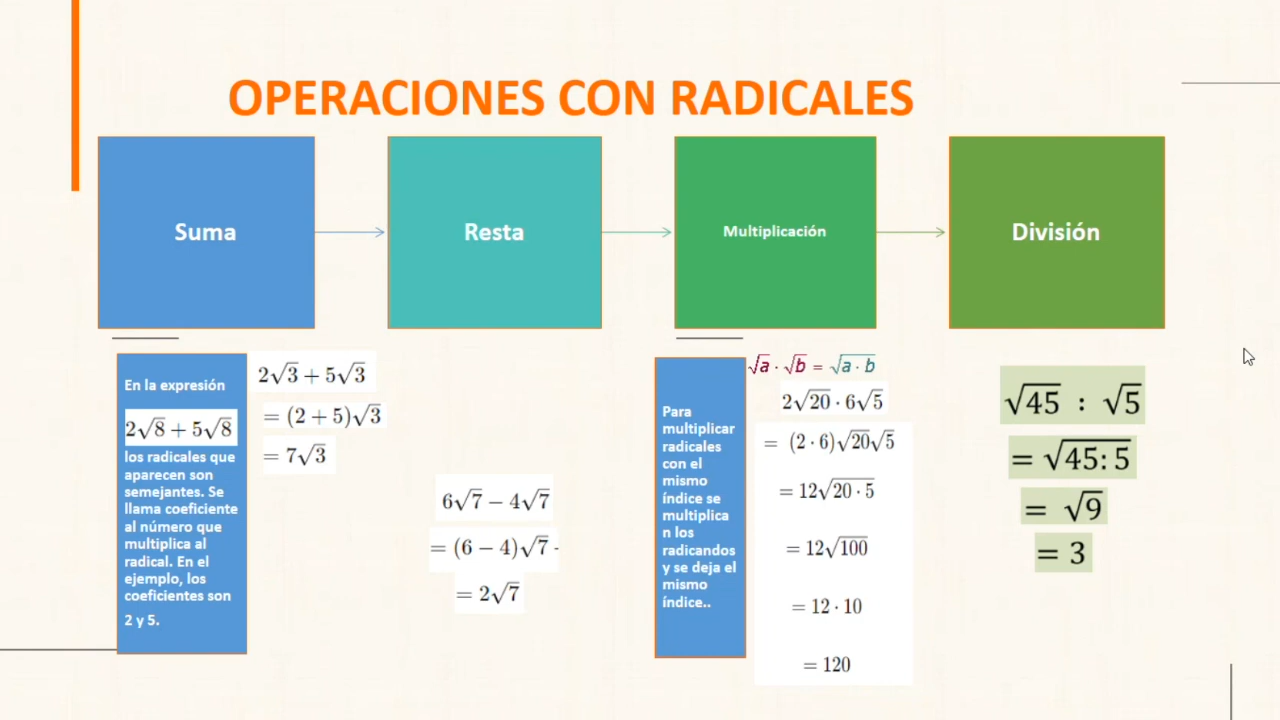 OPERACIONES CON RADICALES
Suma
Resta
Multiplicación
División
En la expresión
2√8 + 5√8
los radicales que
aparecen son
semejantes. Se
llama coeficiente
al número que
multiplica al
radical. En el
ejemplo, los
coeficientes son
2 y 5.
2√3 + 5√3
= (2 + 5)√3
= 7√3
6√7 − 4√7
= (6 − 4)√7 ·
= 2√7
Para
multiplicar
radicales
con el
mismo
índice se
multiplica
n los
radicandos
y se deja el
mismo
índice..
√a · √b = √(a · b)
2√20 · 6√5
= (2 · 6)√20√5
= 12√(20 · 5)
= 12√100
= 12 · 10
= 120
√45 : √5
= √(45: 5)
= √9
= 3